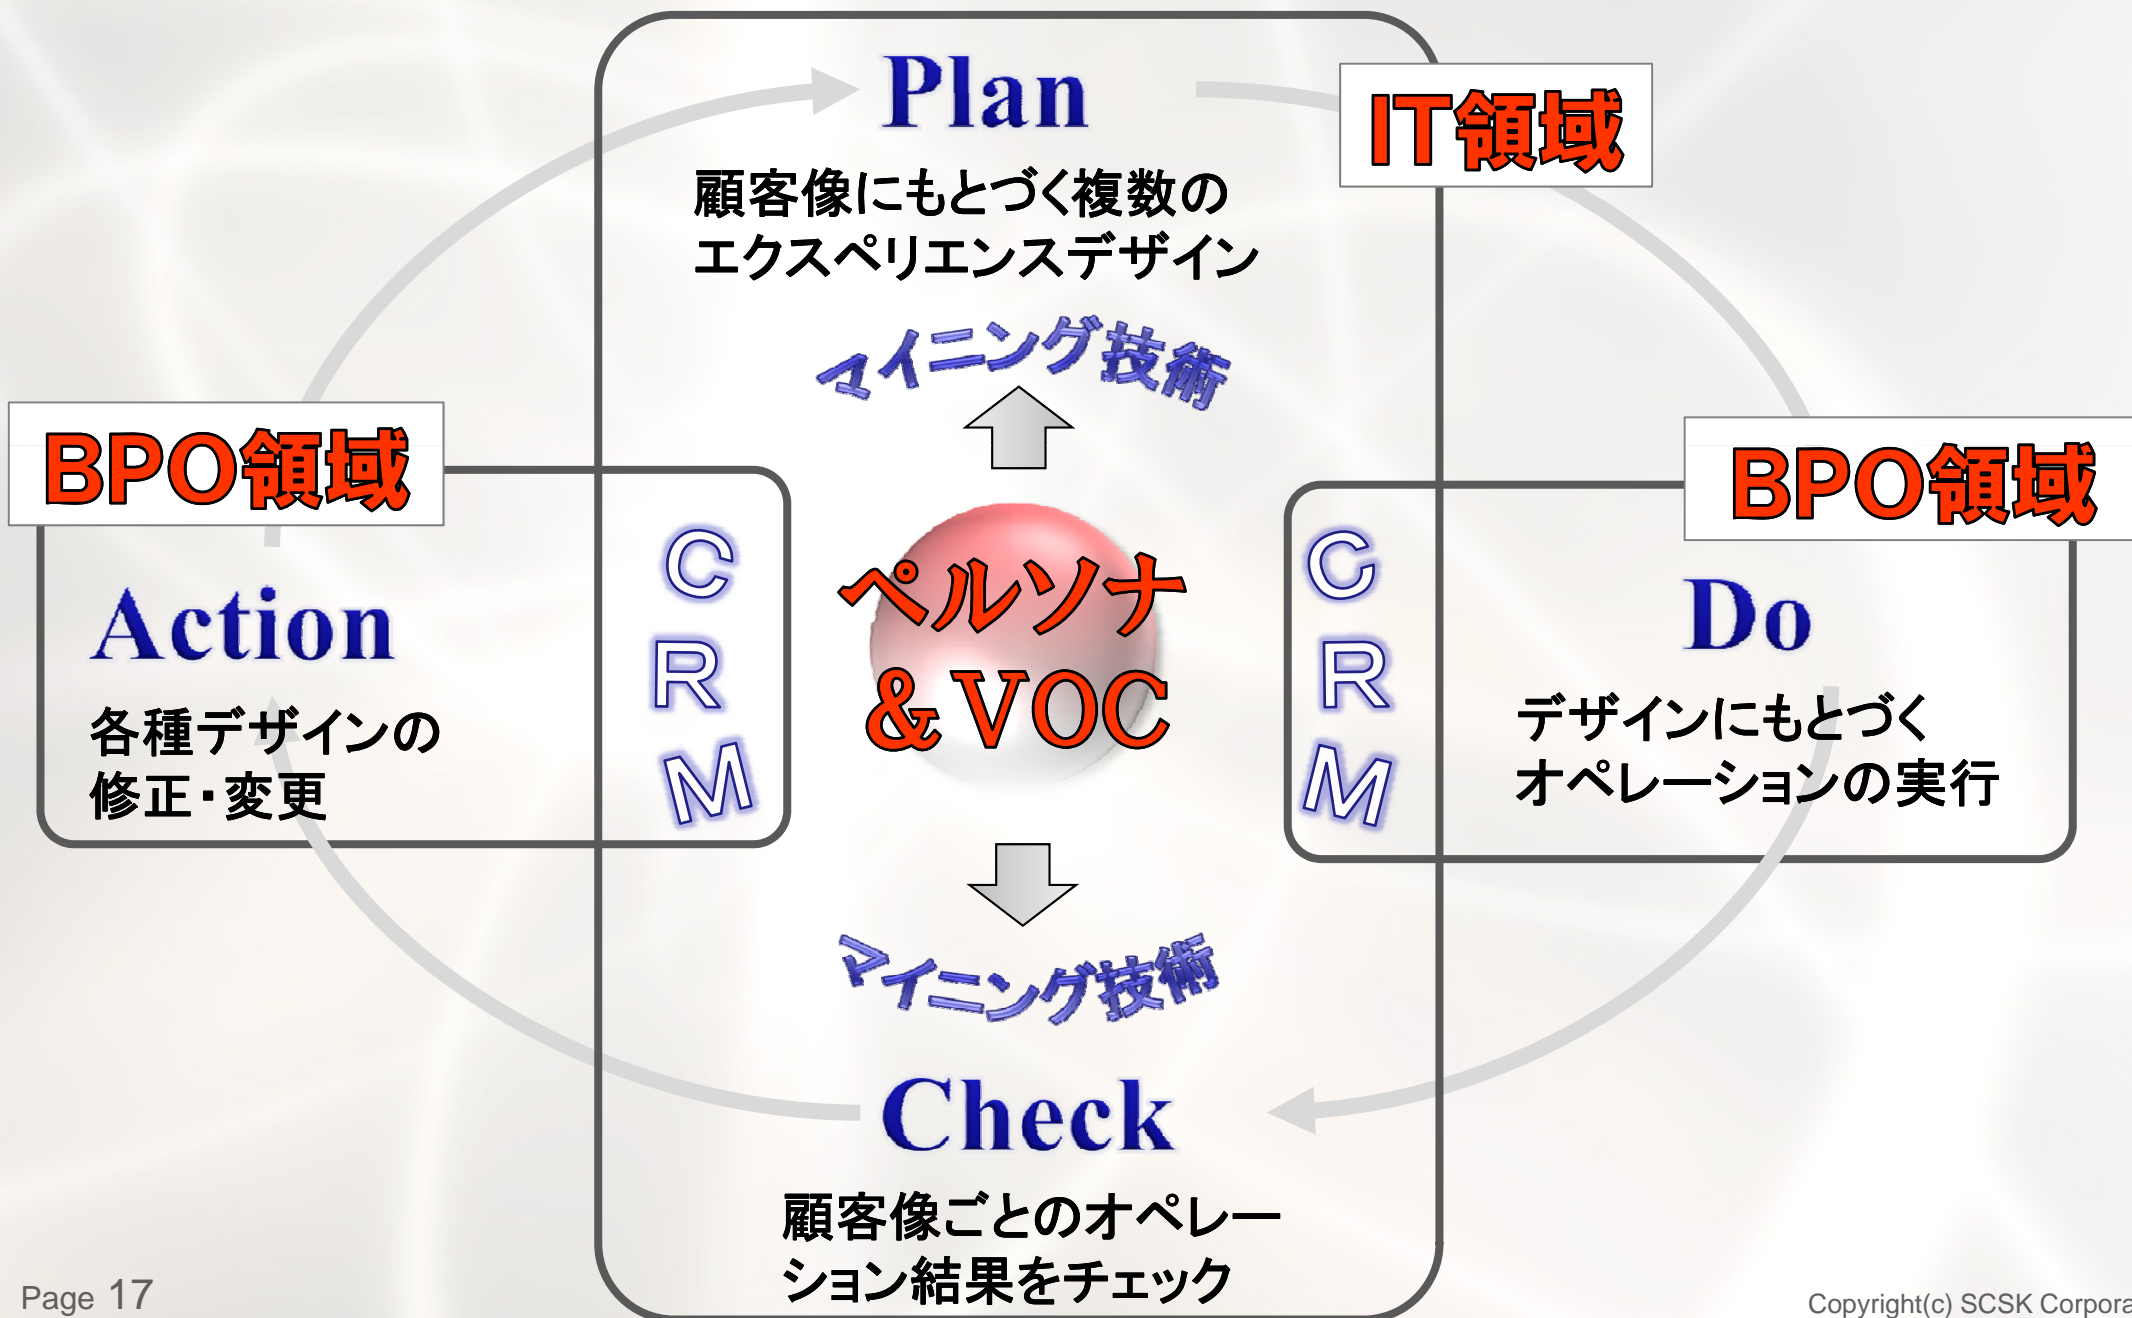 Plan
IT領域
顧客像にもとづく複数の
エクスペリエンスデザイン
マイニング技術
BPO領域
BPO領域
CRM
ペルソナ
&VOC
CRM
Action
各種デザインの
修正・変更
Do
デザインにもとづく
オペレーションの実行
マイニング技術
Check
顧客像ごとのオペレー
ション結果をチェック
Page 17
Copyright(c) SCSK Corpora